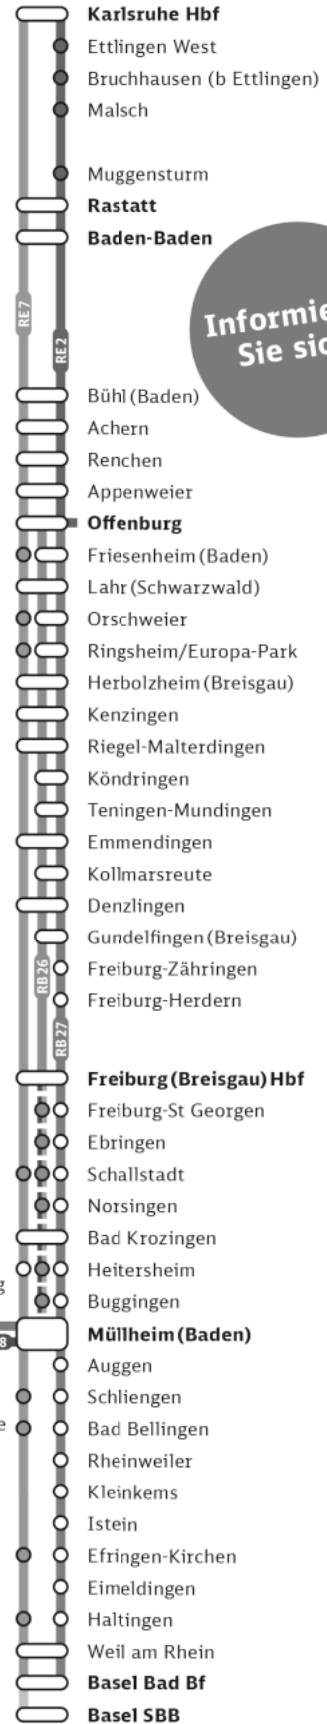 Karlsruhe Hbf
Ettlingen West
Bruchhausen (b Ettlingen)
Malsch
Muggensturm
Rastatt
Baden-Baden
RE 7
RE 2
Bühl (Baden)
Achern
Renchen
Appenweier
Offenburg
Friesenheim (Baden)
Lahr (Schwarzwald)
Orschweier
Ringsheim/Europa-Park
Herbolzheim (Breisgau)
Kenzingen
Riegel-Malterdingen
Köndringen
Teningen-Mundingen
Emmendingen
Kollmarsreute
Denzlingen
Gundelfingen (Breisgau)
RB 26
Freiburg-Zähringen
Freiburg-Herdern
RB 27
Freiburg (Breisgau) Hbf
Freiburg-St Georgen
Ebringen
Schallstadt
Norsingen
Bad Krozingen
Heitersheim
Buggingen
Müllheim (Baden)
8
Auggen
Schliengen
Bad Bellingen
Rheinweiler
Kleinkems
Istein
Efringen-Kirchen
Eimeldingen
Haltingen
Weil am Rhein
Basel Bad Bf
Basel SBB